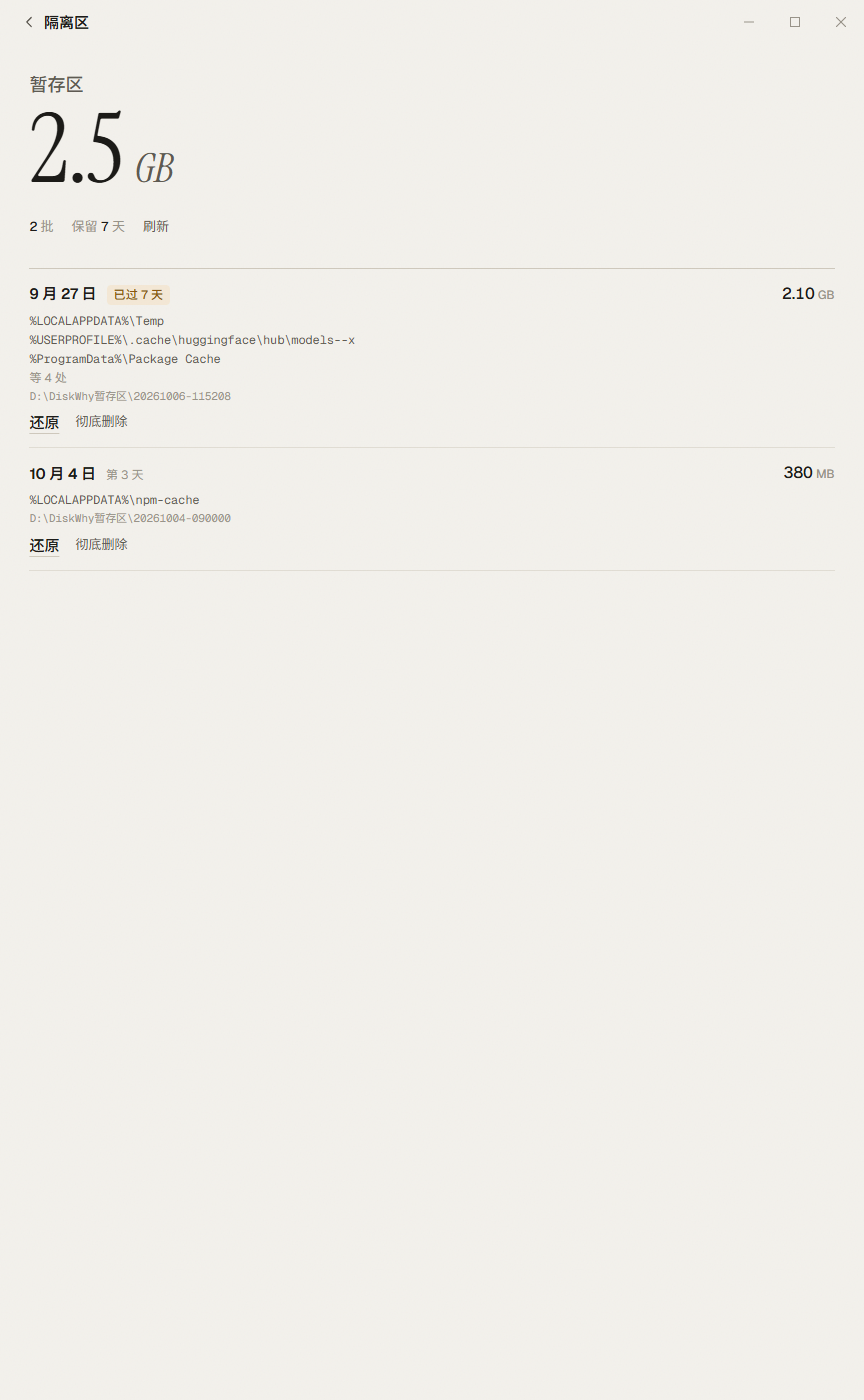 隔离区
暂存区
2.5 GB
2 批 保留 7 天 刷新
9 月 27 日 已过 7 天 2.10 GB
%LOCALAPPDATA%\Temp
%USERPROFILE%\.cache\huggingface\hub\models--x
%ProgramData%\Package Cache
等 4 处
D:\DiskWhy暂存区\20261006-115208
还原 彻底删除
10 月 4 日 第 3 天 380 MB
%LOCALAPPDATA%\npm-cache
D:\DiskWhy暂存区\20261004-090000
还原 彻底删除